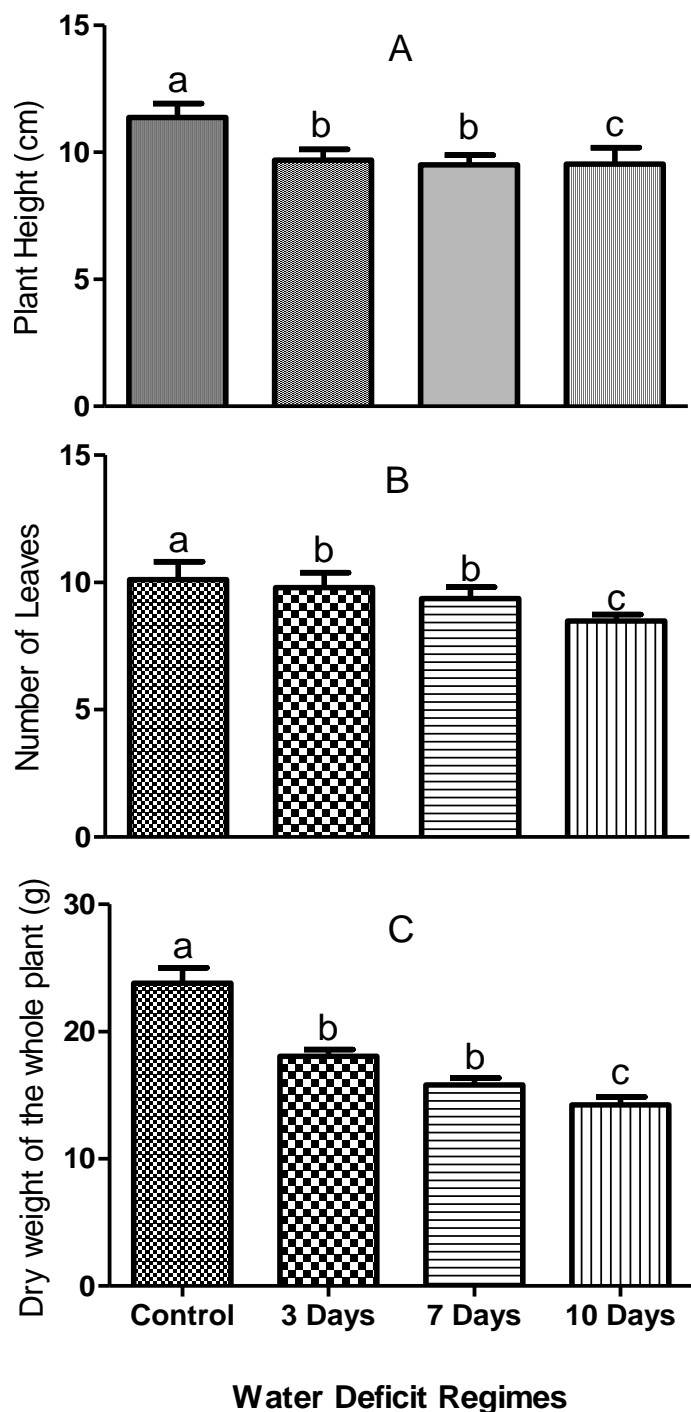 A
Plant Height (cm)
15
10
5
0
a
b
b
c
B
Number of Leaves
15
10
5
0
a
b
b
c
C
Dry weight of the whole plant (g)
30
20
10
0
a
b
b
c
Control 3 Days 7 Days 10 Days
Water Deficit Regimes